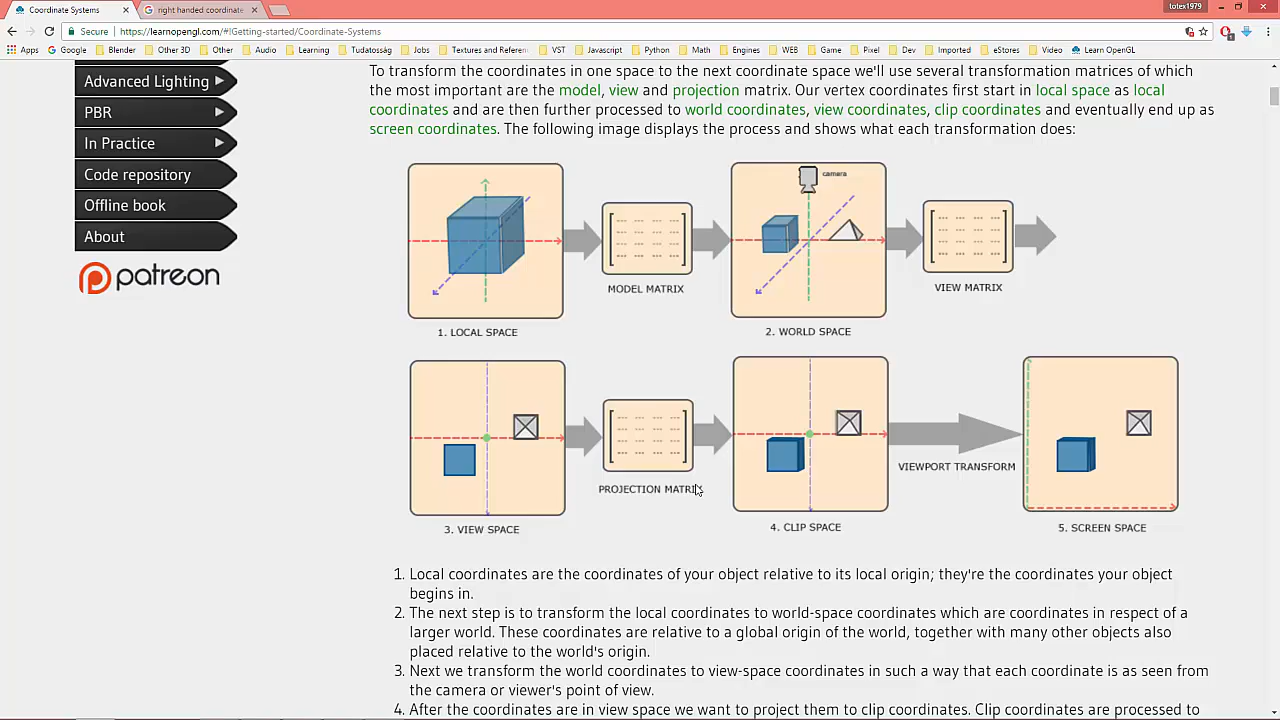 Coordinate Systems
right handed coordinate
totex1979
Secure
https://learnopengl.com/#!Getting-started/Coordinate-Systems
Apps
Google
Blender
Other 3D
Other
Audio
Learning
Tudatosság
Jobs
Textures and Referen
VST
Javascript
Python
Math
Engines
WEB
Game
Pixel
Dev
Imported
eStores
Video
Learn OpenGL
Advanced Lighting
PBR
In Practice
Code repository
Offline book
About
patreon
To transform the coordinates in one space to the next coordinate space we'll use several transformation matrices of which
the most important are the model, view and projection matrix. Our vertex coordinates first start in local space as local
coordinates and are then further processed to world coordinates, view coordinates, clip coordinates and eventually end up as
screen coordinates. The following image displays the process and shows what each transformation does:
camera
MODEL MATRIX
VIEW MATRIX
1. LOCAL SPACE
2. WORLD SPACE
PROJECTION MATRIX
VIEWPORT TRANSFORM
3. VIEW SPACE
4. CLIP SPACE
5. SCREEN SPACE
1. Local coordinates are the coordinates of your object relative to its local origin; they're the coordinates your object
begins in.
2. The next step is to transform the local coordinates to world-space coordinates which are coordinates in respect of a
larger world. These coordinates are relative to a global origin of the world, together with many other objects also
placed relative to the world's origin.
3. Next we transform the world coordinates to view-space coordinates in such a way that each coordinate is as seen from
the camera or viewer's point of view.
4. After the coordinates are in view space we want to project them to clip coordinates. Clip coordinates are processed to